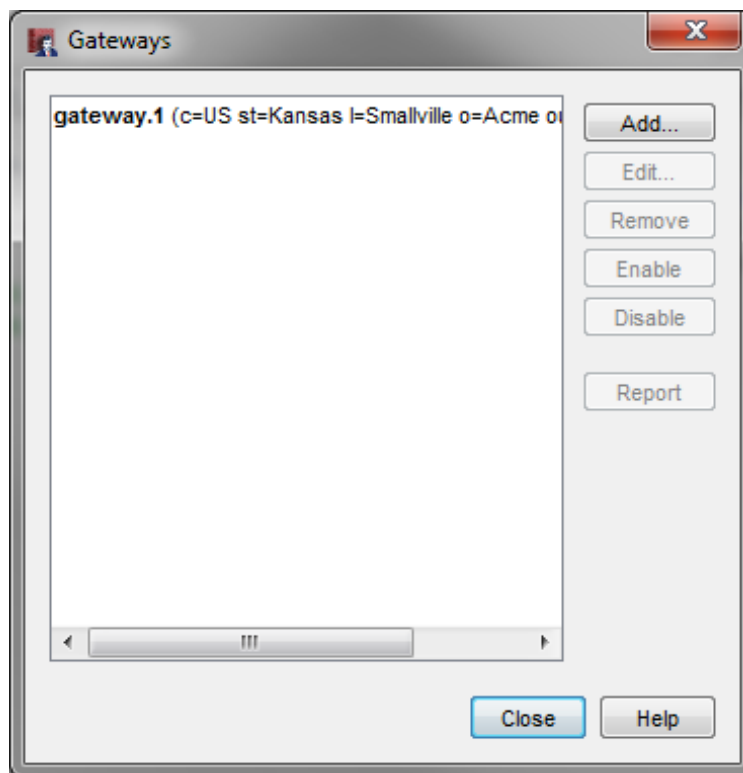 Gateways
gateway.1 (c=US st=Kansas l=Smallville o=Acme
Add...
Edit...
Remove
Enable
Disable
Report
Close
Help